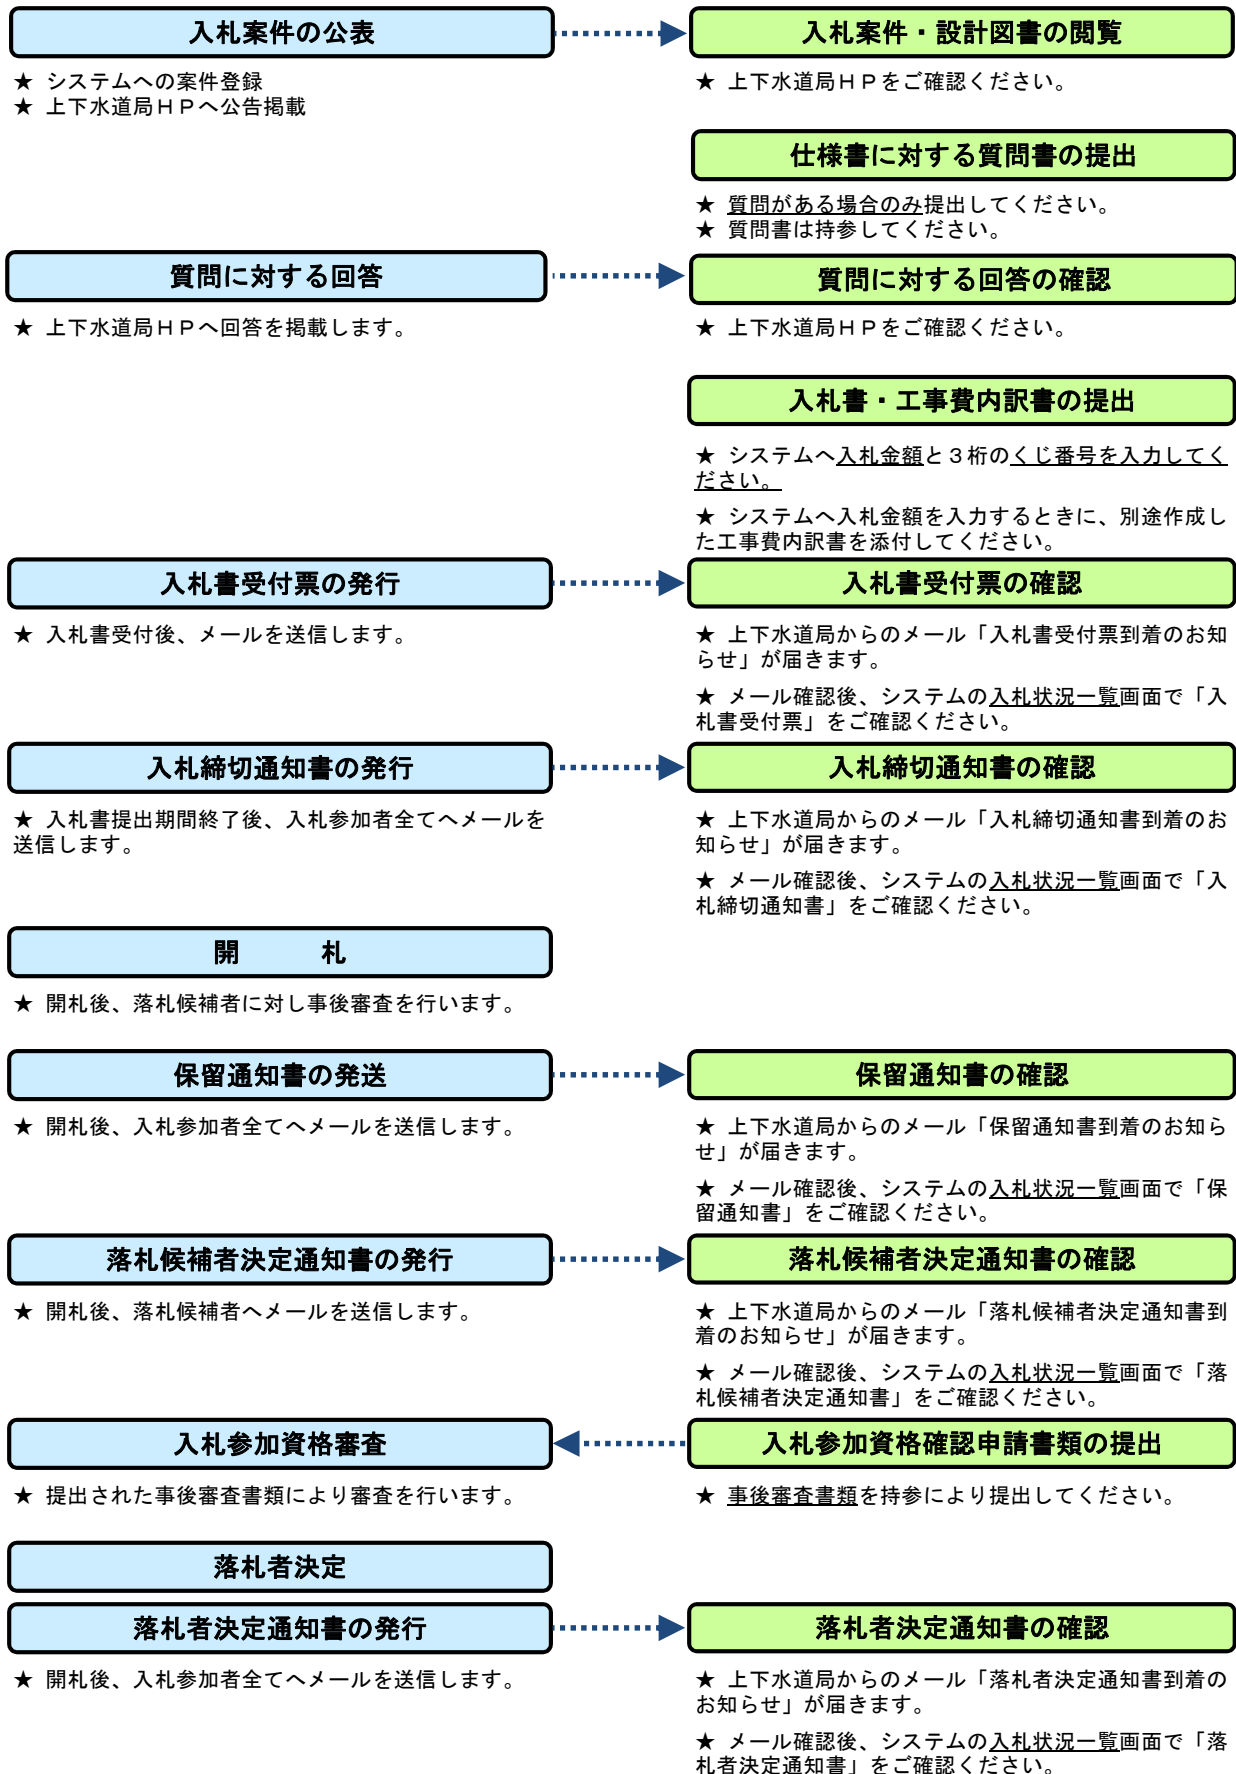 入札案件の公表
入札案件・設計図書の閲覧
★ システムへの案件登録
★ 上下水道局ＨＰへ公告掲載
★ 上下水道局ＨＰをご確認ください。
仕様書に対する質問書の提出
★ 質問がある場合のみ提出してください。
★ 質問書は持参してください。
質問に対する回答
質問に対する回答の確認
★ 上下水道局ＨＰへ回答を掲載します。
★ 上下水道局ＨＰをご確認ください。
入札書・工事費内訳書の提出
★ システムへ入札金額と３桁のくじ番号を入力してく
ださい。
★ システムへ入札金額を入力するときに、別途作成し
た工事費内訳書を添付してください。
入札書受付票の発行
入札書受付票の確認
★ 入札書受付後、メールを送信します。
★ 上下水道局からのメール「入札書受付票到着のお知
らせ」が届きます。
★ メール確認後、システムの入札状況一覧画面で「入
札書受付票」をご確認ください。
入札締切通知書の発行
入札締切通知書の確認
★ 入札書提出期間終了後、入札参加者全てへメールを
送信します。
★ 上下水道局からのメール「入札締切通知書到着のお
知らせ」が届きます。
★ メール確認後、システムの入札状況一覧画面で「入
札締切通知書」をご確認ください。
開　　　札
★ 開札後、落札候補者に対し事後審査を行います。
保留通知書の発送
保留通知書の確認
★ 開札後、入札参加者全てへメールを送信します。
★ 上下水道局からのメール「保留通知書到着のお知ら
せ」が届きます。
★ メール確認後、システムの入札状況一覧画面で「保
留通知書」をご確認ください。
落札候補者決定通知書の発行
落札候補者決定通知書の確認
★ 開札後、落札候補者へメールを送信します。
★ 上下水道局からのメール「落札候補者決定通知書到
着のお知らせ」が届きます。
★ メール確認後、システムの入札状況一覧画面で「落
札候補者決定通知書」をご確認ください。
入札参加資格審査
入札参加資格確認申請書類の提出
★ 提出された事後審査書類により審査を行います。
★ 事後審査書類を持参により提出してください。
落札者決定
落札者決定通知書の発行
落札者決定通知書の確認
★ 開札後、入札参加者全てへメールを送信します。
★ 上下水道局からのメール「落札者決定通知書到着の
お知らせ」が届きます。
★ メール確認後、システムの入札状況一覧画面で「落
札者決定通知書」をご確認ください。